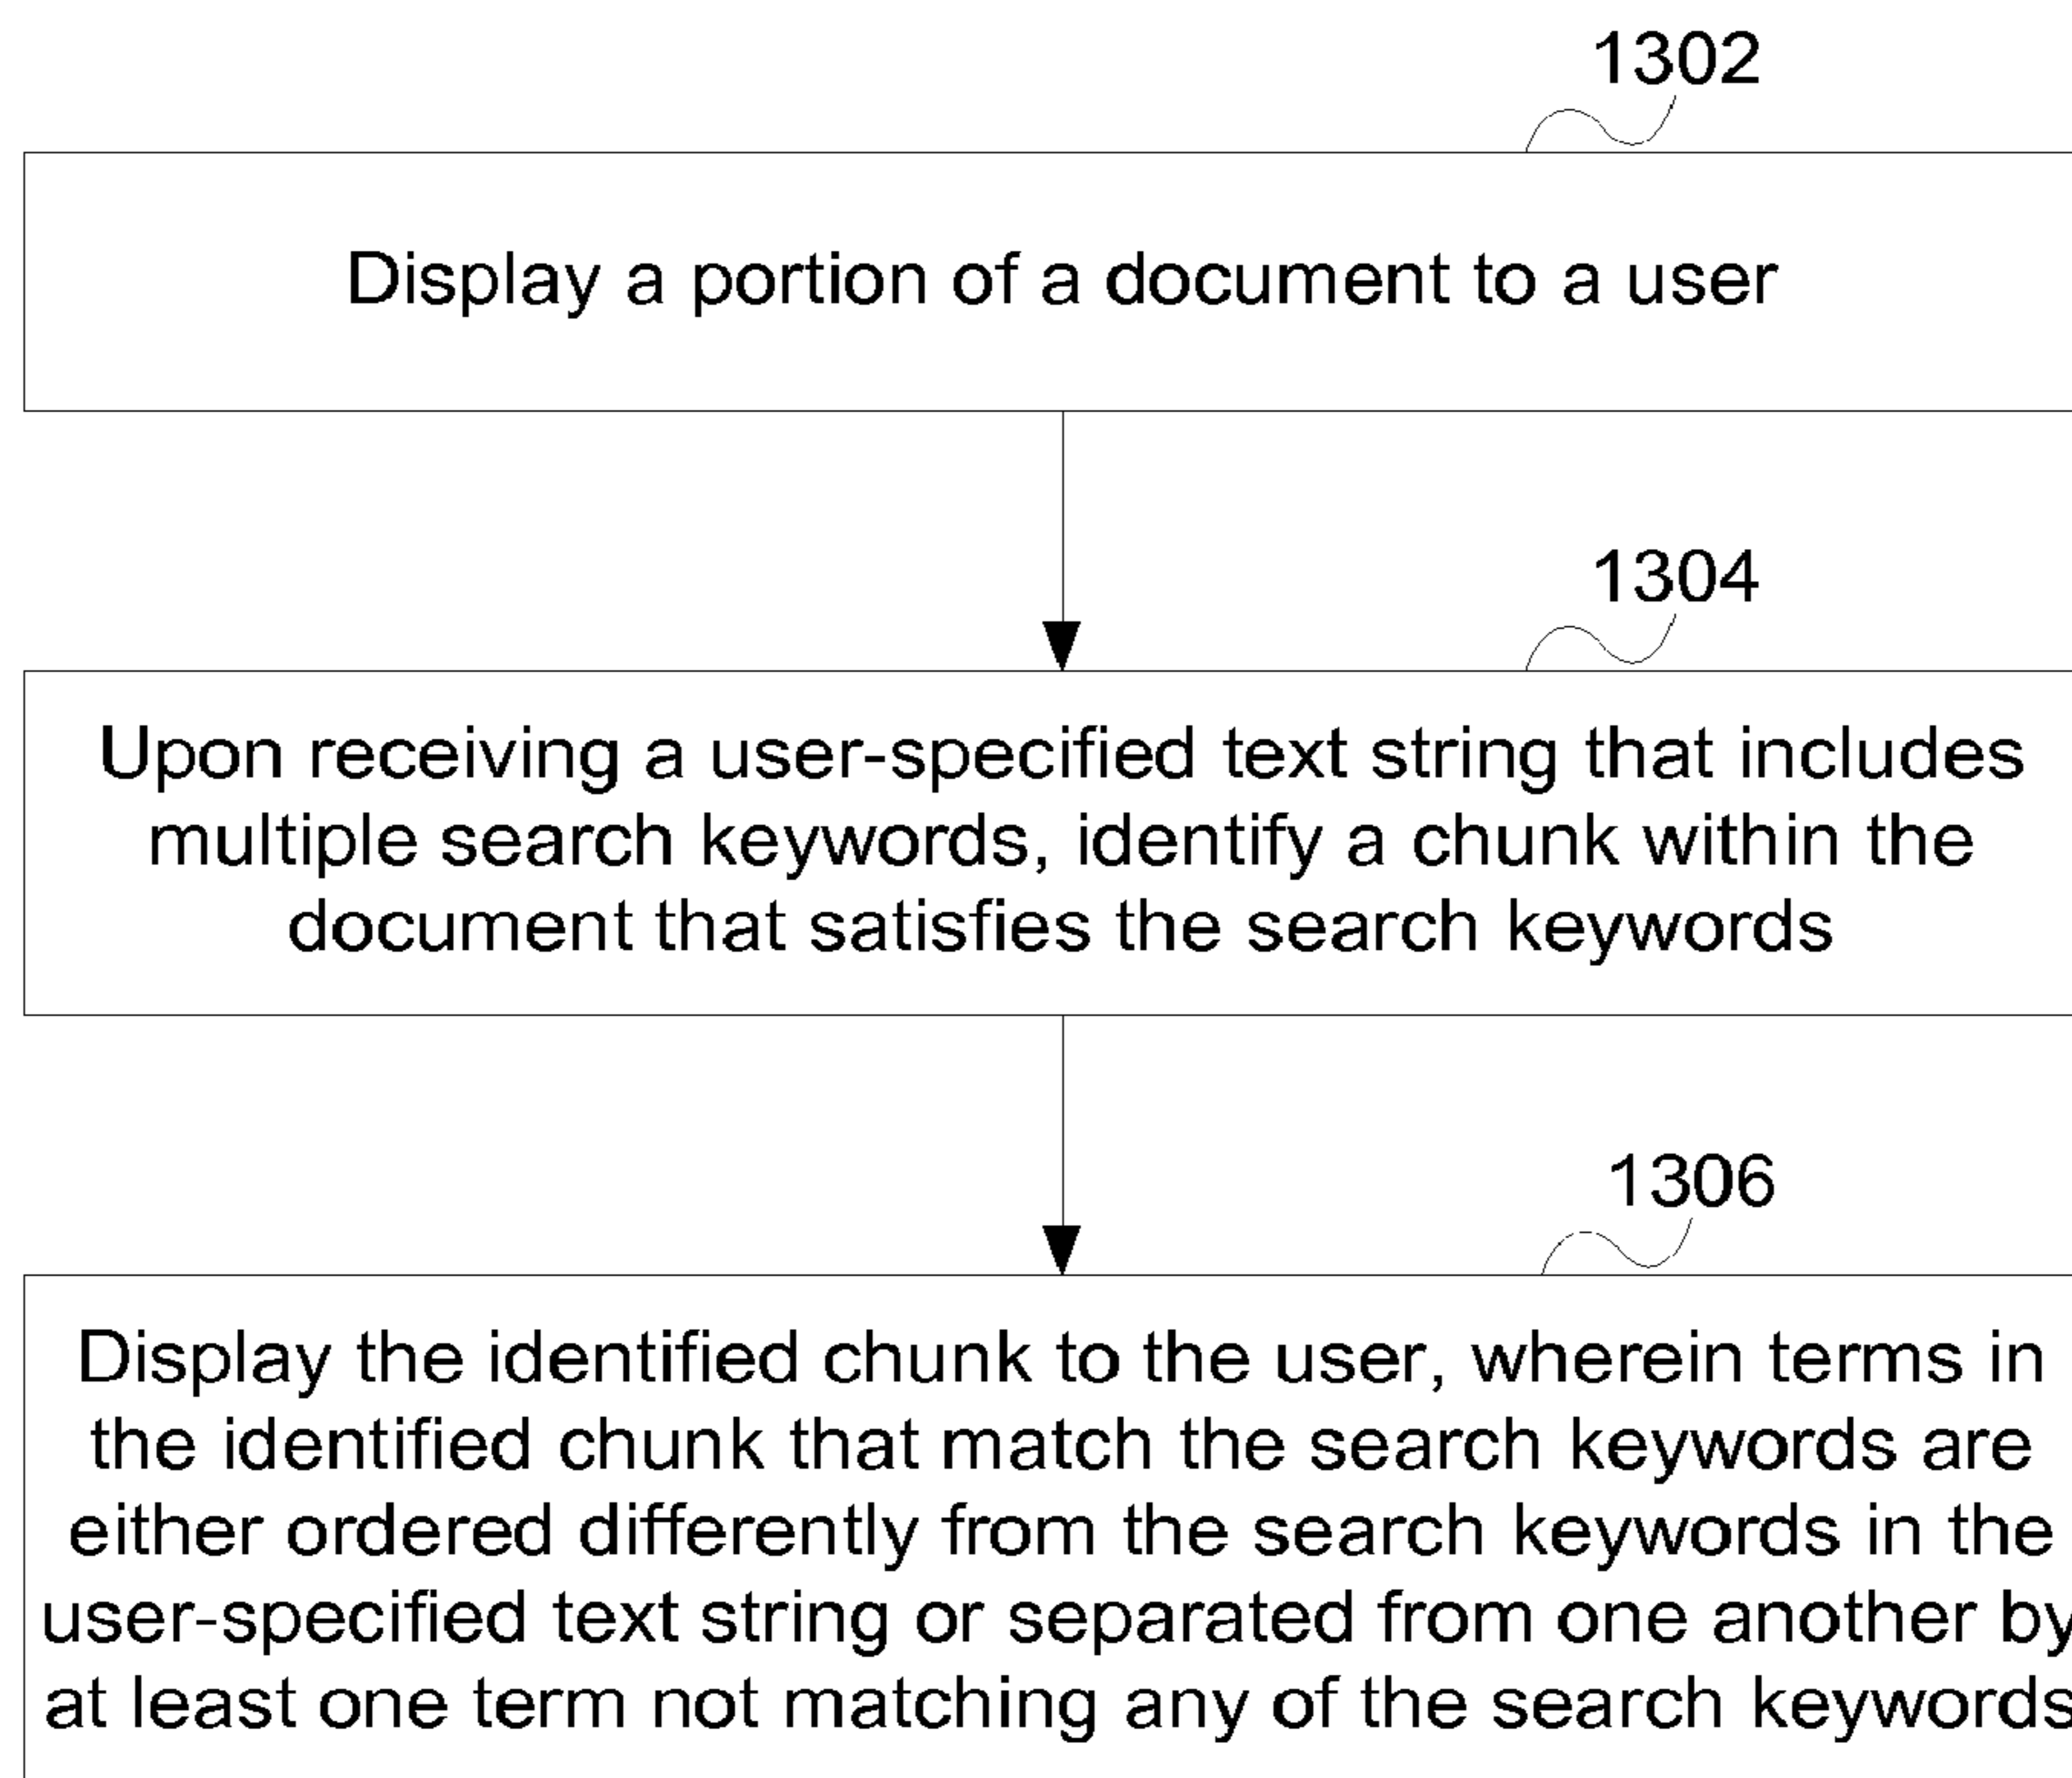 1302
Display a portion of a document to a user
1304
Upon receiving a user-specified text string that includes
multiple search keywords, identify a chunk within the
document that satisfies the search keywords
1306
Display the identified chunk to the user, wherein terms in
the identified chunk that match the search keywords are
either ordered differently from the search keywords in the
user-specified text string or separated from one another by
at least one term not matching any of the search keywords